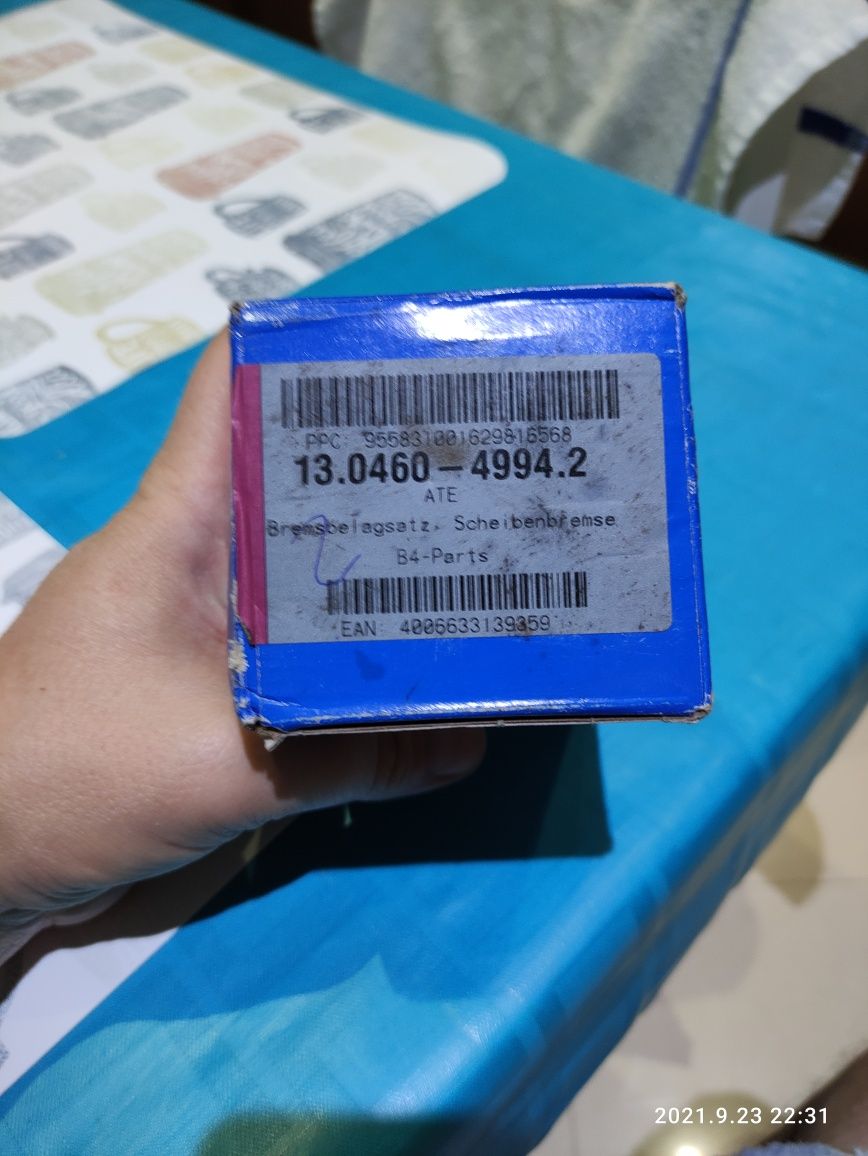 PPC: 955831001629816568
13.0460–4994.2
ATE
Bremsbelagsatz, Scheibenbremse
B4-Parts
EAN: 4006633139359
2021.9.23 22:31